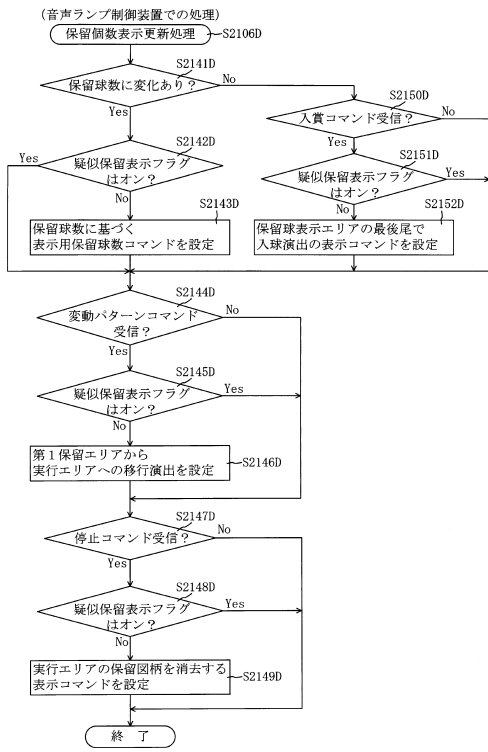 (音声ランプ制御装置での処理)
保留個数表示更新処理
S2106D
S2141D
保留球数に変化あり?
No
Yes
S2150D
入賞コマンド受信?
No
Yes
S2142D
疑似保留表示フラグ
はオン?
Yes
No
S2151D
疑似保留表示フラグ
はオン?
Yes
No
S2143D
保留球数に基づく
表示用保留球数コマンドを設定
S2152D
保留球表示エリアの最後尾で
入球演出の表示コマンドを設定
S2144D
変動パターンコマンド
受信?
No
Yes
S2145D
疑似保留表示フラグ
はオン?
Yes
No
第1保留エリアから
実行エリアへの移行演出を設定
S2146D
S2147D
停止コマンド受信?
No
Yes
S2148D
疑似保留表示フラグ
はオン?
Yes
No
実行エリアの保留図柄を消去する
表示コマンドを設定
S2149D
終 了